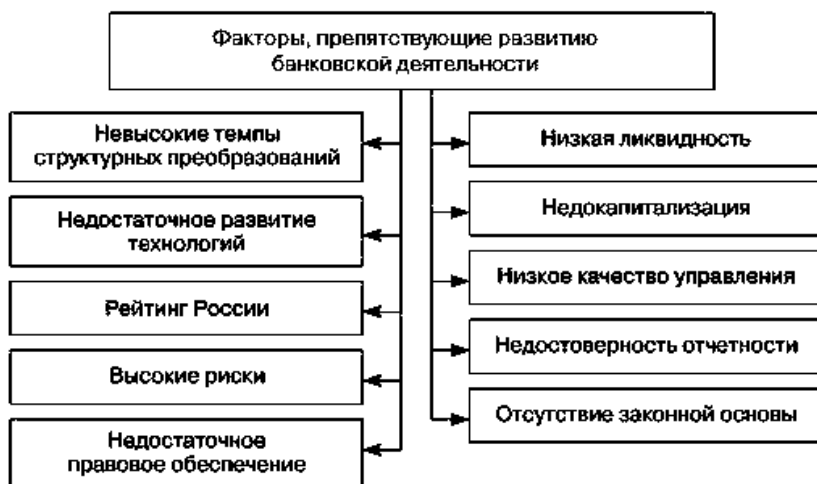 Факторы, препятствующие развитию
банковской деятельности
Невысокие темпы
структурных преобразований
Недостаточное развитие
технологий
Рейтинг России
Высокие риски
Недостаточное
правовое обеспечение
Низкая ликвидность
Недокапитализация
Низкое качество управления
Недостоверность отчетности
Отсутствие законной основы